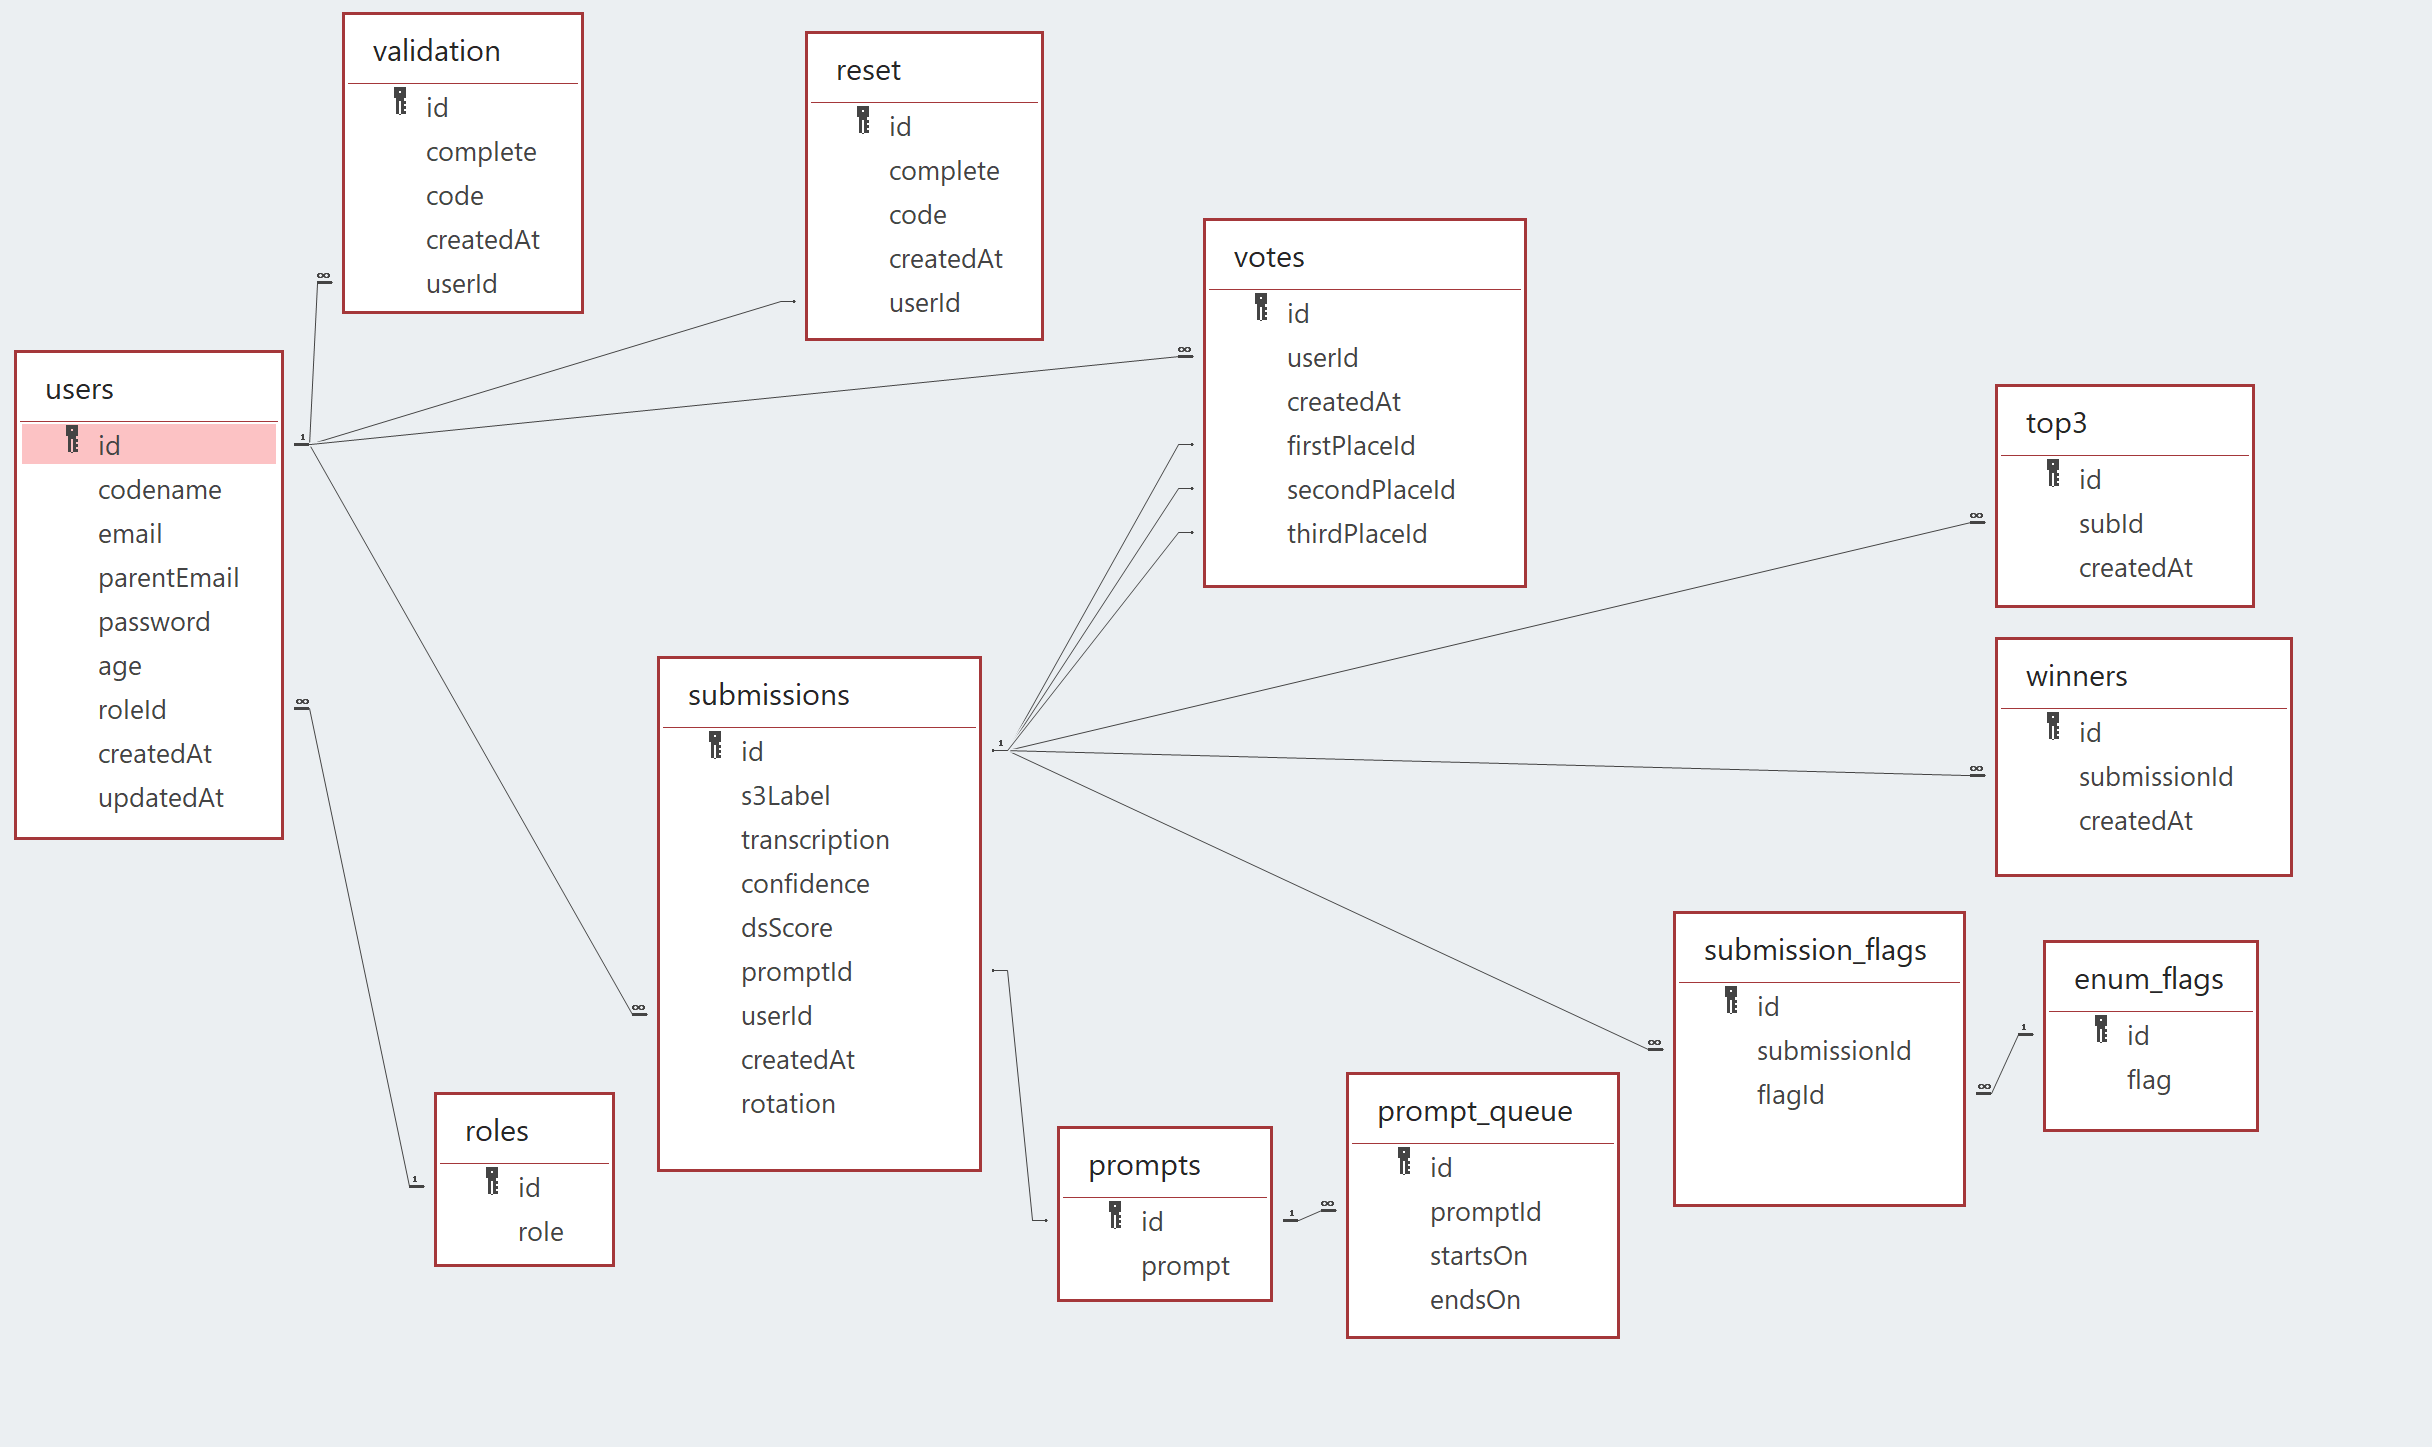 validation
id
complete
code
createdAt
userId
reset
id
complete
code
createdAt
userId
votes
id
userId
createdAt
firstPlaceId
secondPlaceId
thirdPlaceId
users
id
codename
email
parentEmail
password
age
roleId
createdAt
updatedAt
top3
id
subId
createdAt
submissions
id
s3Label
transcription
confidence
dsScore
promptId
userId
createdAt
rotation
winners
id
submissionId
createdAt
submission_flags
id
submissionId
flagId
enum_flags
id
flag
roles
id
role
prompts
id
prompt
prompt_queue
id
promptId
startsOn
endsOn
∞
∞
1
∞
∞
∞
1
∞
∞
∞
1
∞
1
1
∞